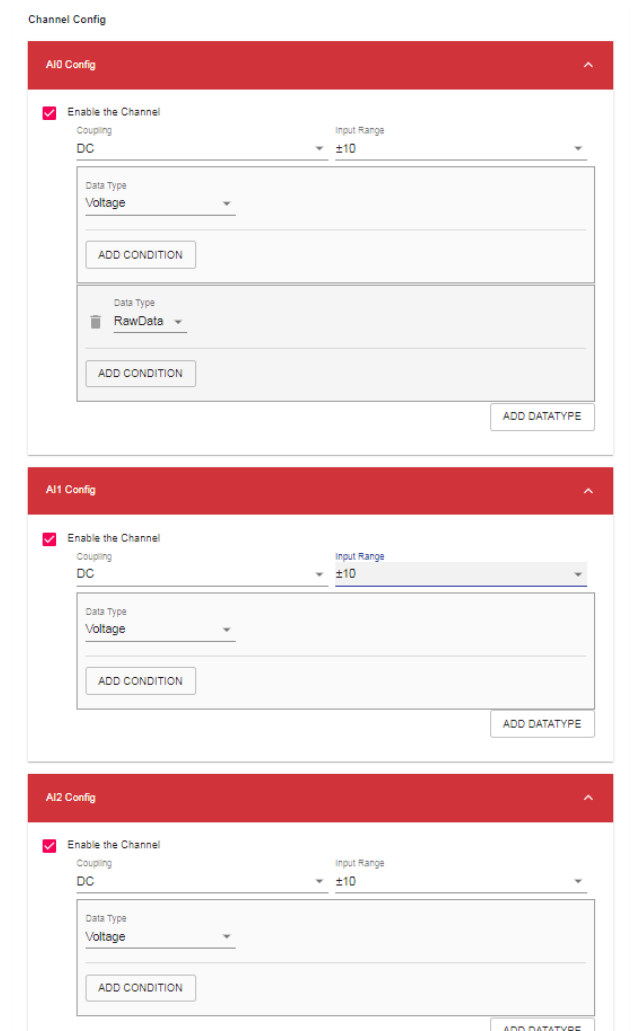 Channel Config
AI0 Config
Enable the Channel
Coupling Input Range
DC ±10
Data Type
Voltage
ADD CONDITION
Data Type
RawData
ADD CONDITION
ADD DATATYPE
AI1 Config
Enable the Channel
Coupling Input Range
DC ±10
Data Type
Voltage
ADD CONDITION
ADD DATATYPE
AI2 Config
Enable the Channel
Coupling Input Range
DC ±10
Data Type
Voltage
ADD CONDITION
ADD DATATYPE